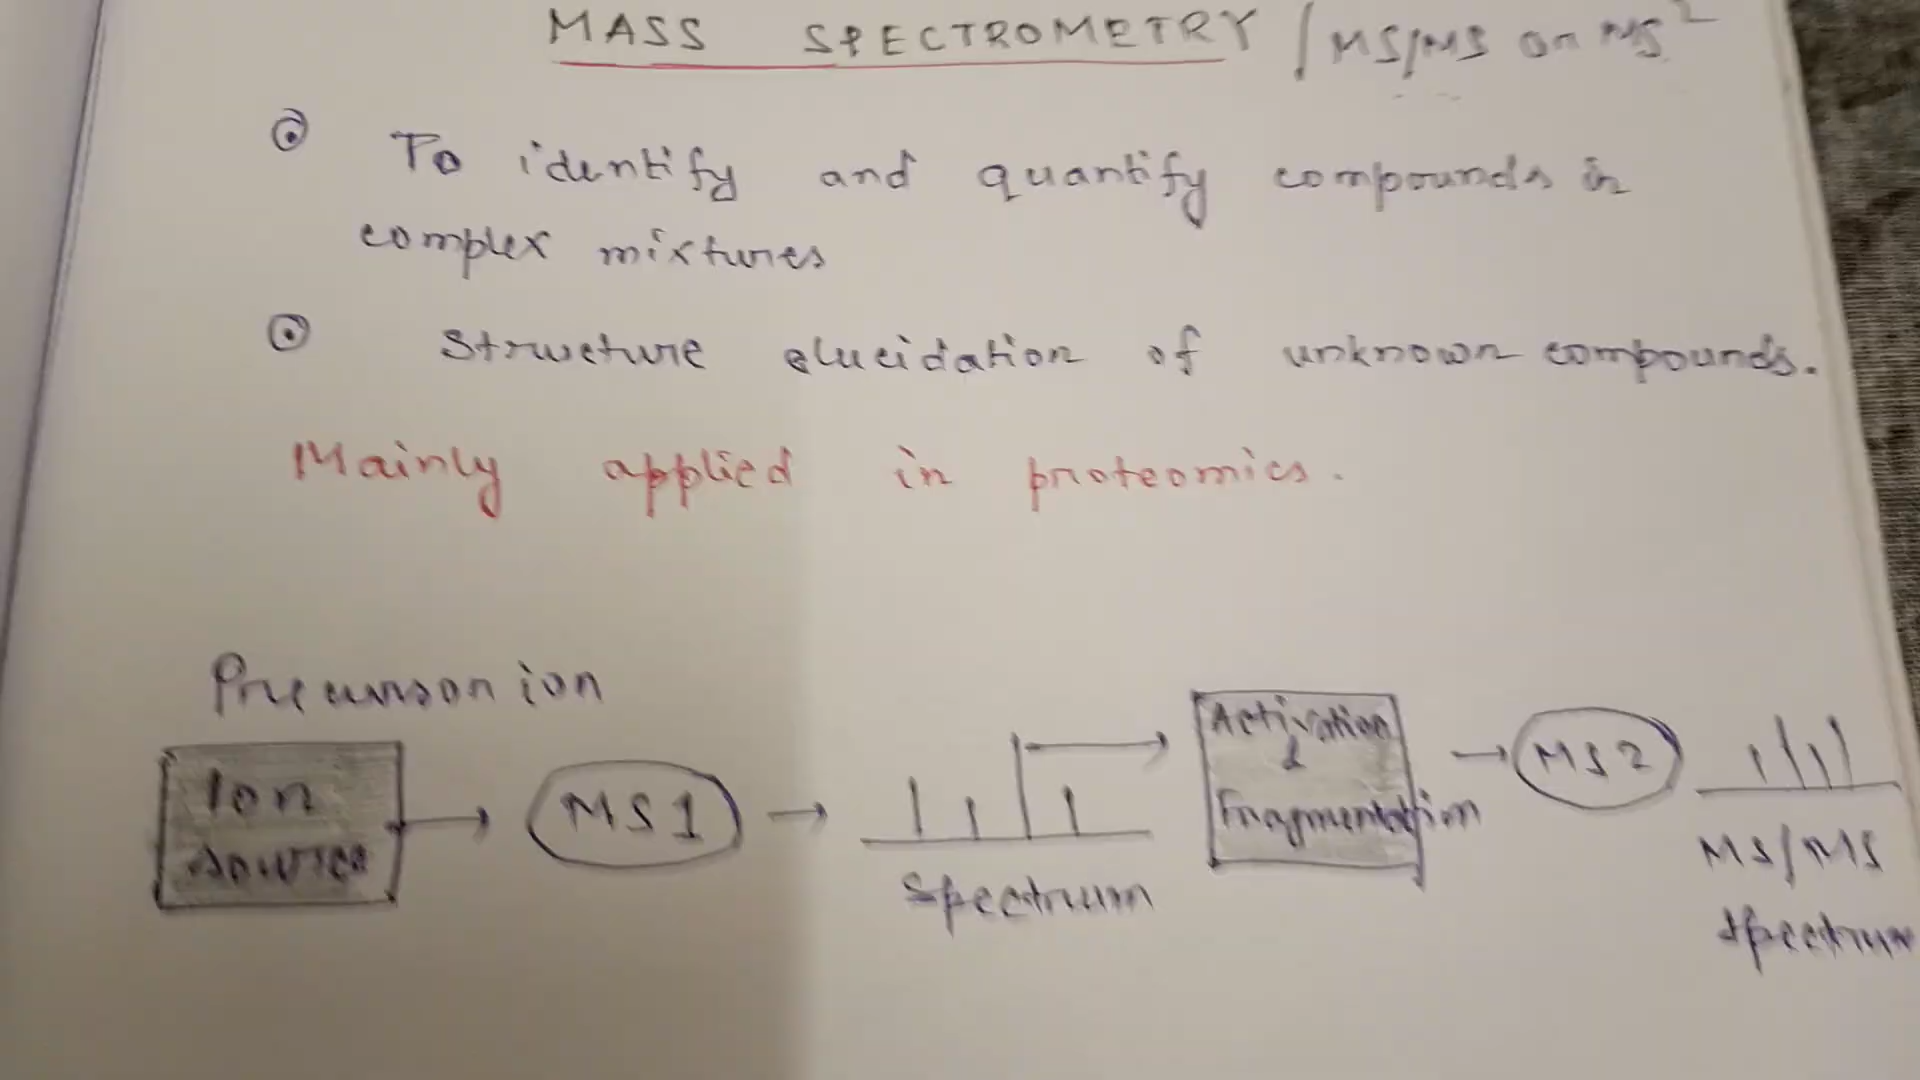 MASS SPECTROMETRY / MS/MS or MS²
To identify and quantify compounds in
complex mixtures
Structure elucidation of unknown compounds.
Mainly applied in proteomics.
Precursor ion
Ion
source
MS1
Spectrum
Activation
&
Fragmentation
MS2
MS/MS
Spectrum